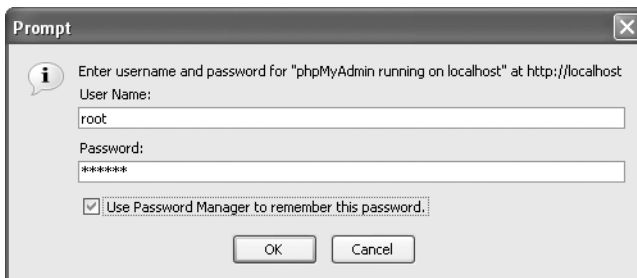 Prompt
Enter username and password for "phpMyAdmin running on localhost" at http://localhost
User Name:
root
Password:
******
Use Password Manager to remember this password.
OK
Cancel